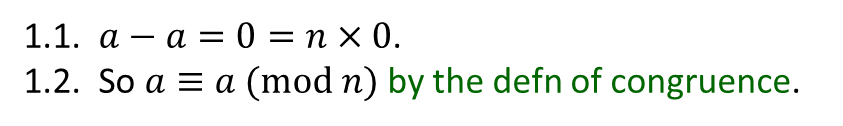 1.1. a − a = 0 = n × 0.
1.2. So a ≡ a (mod n) by the defn of congruence.